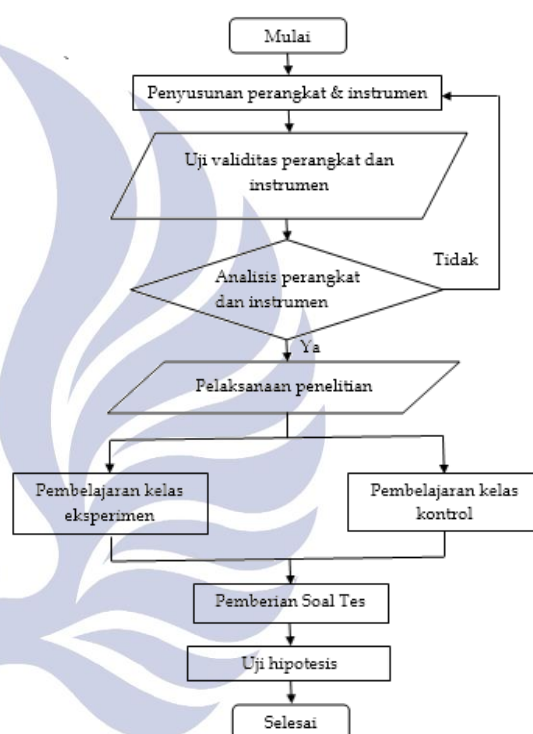 Mulai
Penyusunan perangkat & instrumen
Uji validitas perangkat dan
instrumen
Tidak
Analisis perangkat
dan instrumen
Ya
Pelaksanaan penelitian
Pembelajaran kelas
eksperimen
Pembelajaran kelas
kontrol
Pemberian Soal Tes
Uji hipotesis
Selesai